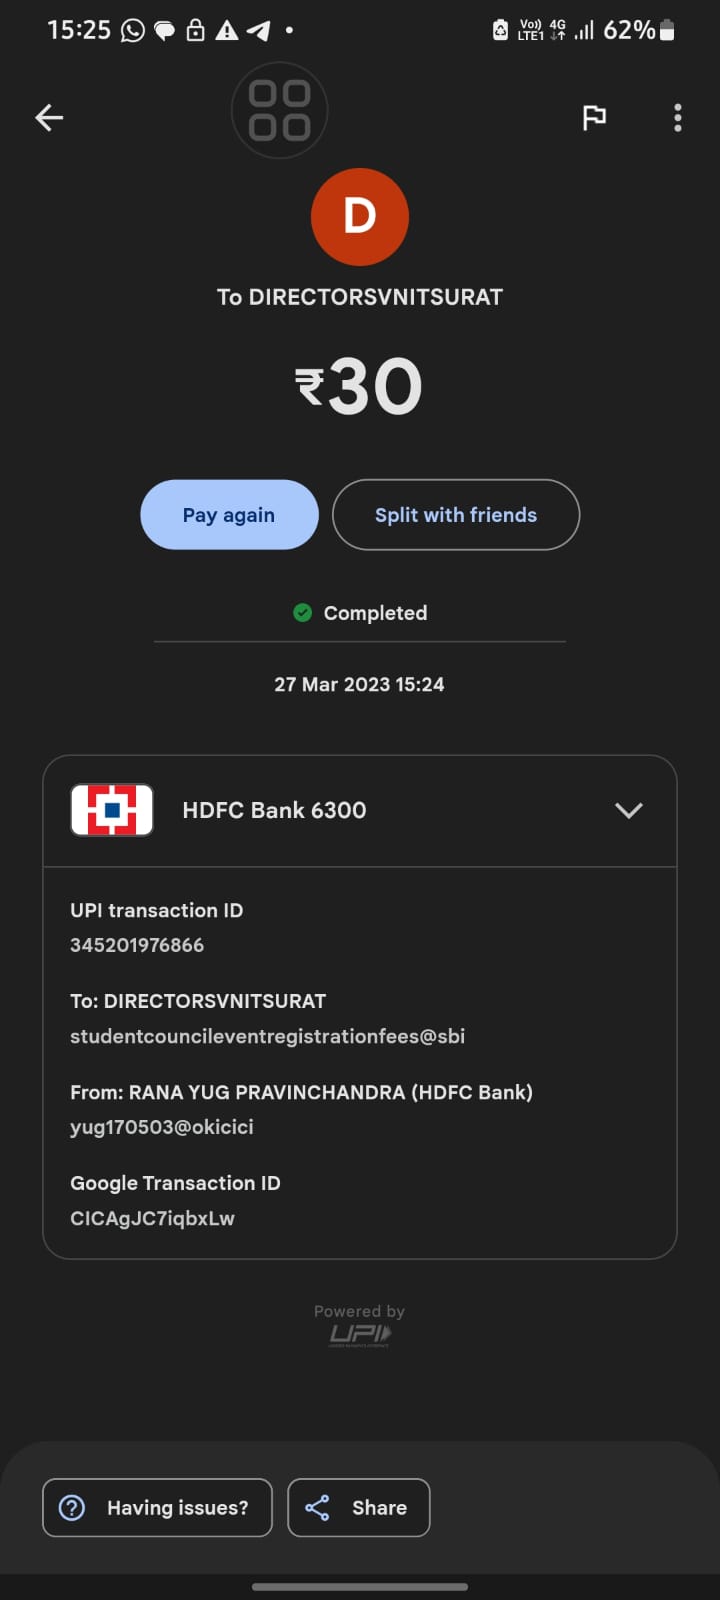 15:25 Vo)) LTE1 4G 62%
D
To DIRECTORSVNITSURAT
₹30
Pay again Split with friends
Completed
27 Mar 2023 15:24
HDFC Bank 6300
UPI transaction ID
345201976866
To: DIRECTORSVNITSURAT
studentcouncileventregistrationfees@sbi
From: RANA YUG PRAVINCHANDRA (HDFC Bank)
yug170503@okicici
Google Transaction ID
CICAgJC7iqbxLw
Powered by
UPI
Having issues? Share